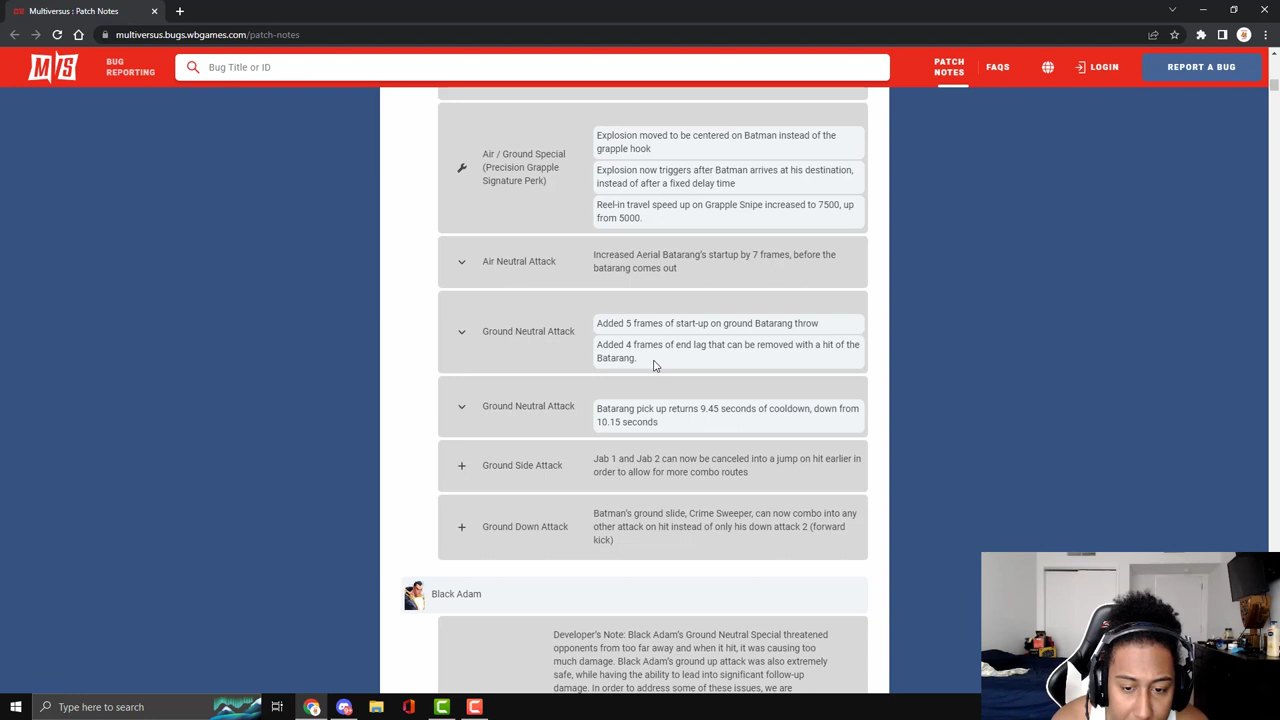 Multiversus : Patch Notes
multiversus.bugs.wbgames.com/patch-notes
MVS
BUG
REPORTING
Bug Title or ID
PATCH
NOTES
FAQS
LOGIN
REPORT A BUG
Air / Ground Special
(Precision Grapple
Signature Perk)
Explosion moved to be centered on Batman instead of the
grapple hook
Explosion now triggers after Batman arrives at his destination,
instead of after a fixed delay time
Reel-in travel speed up on Grapple Snipe increased to 7500, up
from 5000.
Air Neutral Attack
Increased Aerial Batarang's startup by 7 frames, before the
batarang comes out
Ground Neutral Attack
Added 5 frames of start-up on ground Batarang throw
Added 4 frames of end lag that can be removed with a hit of the
Batarang.
Ground Neutral Attack
Batarang pick up returns 9.45 seconds of cooldown, down from
10.15 seconds
Ground Side Attack
Jab 1 and Jab 2 can now be canceled into a jump on hit earlier in
order to allow for more combo routes
Ground Down Attack
Batman's ground slide, Crime Sweeper, can now combo into any
other attack on hit instead of only his down attack 2 (forward
kick)
Black Adam
Developer's Note: Black Adam's Ground Neutral Special threatened
opponents from too far away and when it hit, it was causing too
much damage. Black Adam's ground up attack was also extremely
safe, while having the ability to lead into significant follow-up
damage. In order to address some of these issues, we are
Type here to search